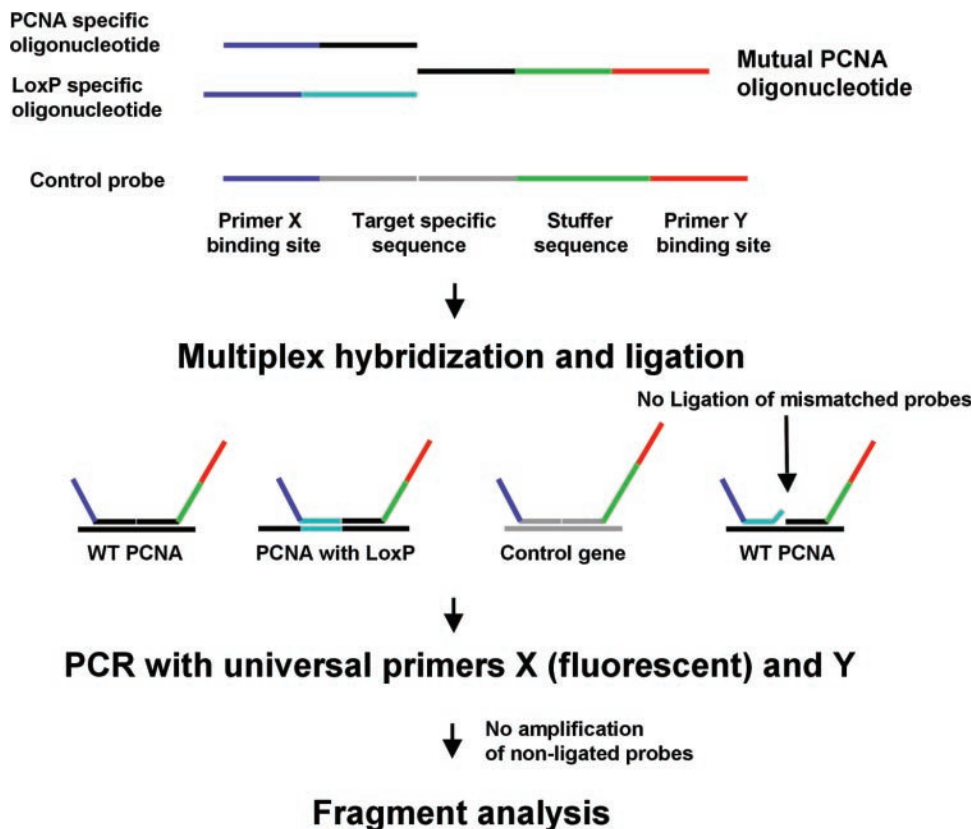 PCNA specific
oligonucleotide
LoxP specific
oligonucleotide
Mutual PCNA
oligonucleotide
Control probe
Primer X
binding site
Target specific
sequence
Stuffer
sequence
Primer Y
binding site
Multiplex hybridization and ligation
No Ligation of mismatched probes
WT PCNA
PCNA with LoxP
Control gene
WT PCNA
PCR with universal primers X (fluorescent) and Y
No amplification
of non-ligated probes
Fragment analysis